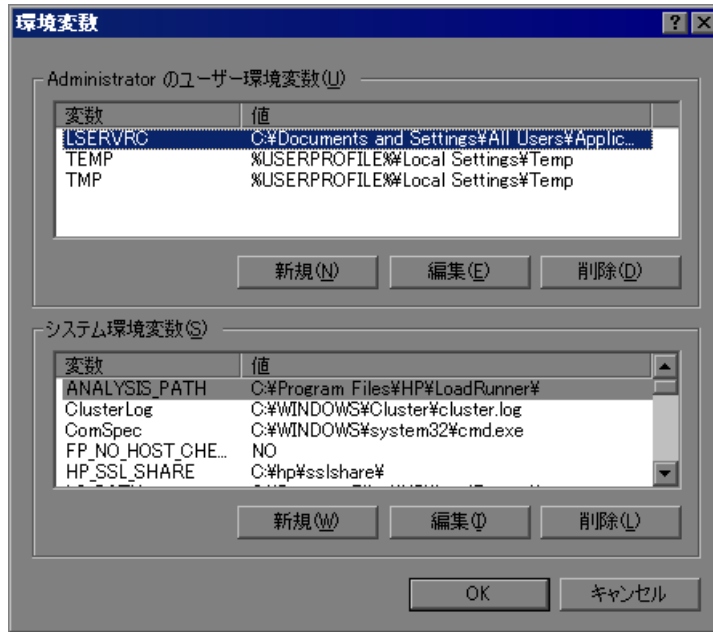 環境変数
Administrator のユーザー環境変数(U)
変数 値
LSERVRC C:¥Documents and Settings¥All Users¥Applic...
TEMP %USERPROFILE%¥Local Settings¥Temp
TMP %USERPROFILE%¥Local Settings¥Temp
新規(N) 編集(E) 削除(D)
システム環境変数(S)
変数 値
ANALYSIS_PATH C:¥Program Files¥HP¥LoadRunner¥
ClusterLog C:¥WINDOWS¥Cluster¥cluster.log
ComSpec C:¥WINDOWS¥system32¥cmd.exe
FP_NO_HOST_CHE... NO
HP_SSL_SHARE C:¥hp¥sslshare¥
新規(W) 編集(I) 削除(L)
OK キャンセル